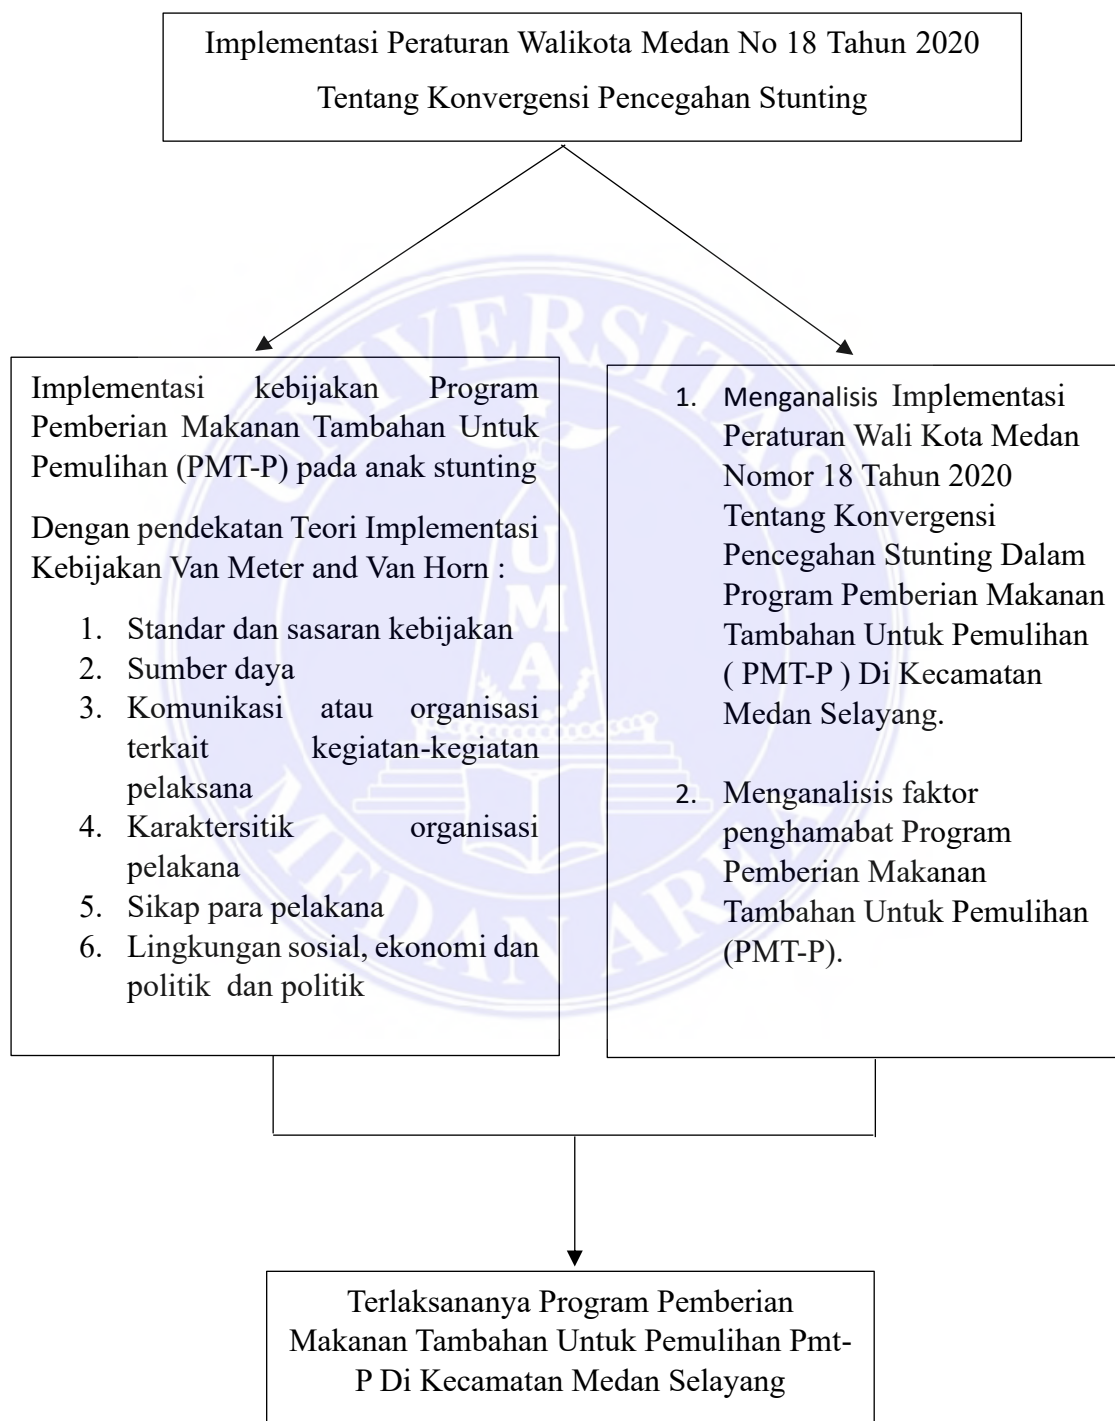 Implementasi Peraturan Walikota Medan No 18 Tahun 2020
Tentang Konvergensi Pencegahan Stunting
Implementasi kebijakan Program
Pemberian Makanan Tambahan Untuk
Pemulihan (PMT-P) pada anak stunting
Dengan pendekatan Teori Implementasi
Kebijakan Van Meter and Van Horn :
1. Standar dan sasaran kebijakan
2. Sumber daya
3. Komunikasi atau organisasi
terkait kegiatan-kegiatan
pelaksana
4. Karaktersitik organisasi
pelakana
5. Sikap para pelakana
6. Lingkungan sosial, ekonomi dan
politik dan politik
1. Menganalisis Implementasi
Peraturan Wali Kota Medan
Nomor 18 Tahun 2020
Tentang Konvergensi
Pencegahan Stunting Dalam
Program Pemberian Makanan
Tambahan Untuk Pemulihan
( PMT-P ) Di Kecamatan
Medan Selayang.
2. Menganalisis faktor
penghamabat Program
Pemberian Makanan
Tambahan Untuk Pemulihan
(PMT-P).
Terlaksananya Program Pemberian
Makanan Tambahan Untuk Pemulihan Pmt-
P Di Kecamatan Medan Selayang
UNIVERSITAS
MEDAN AREA
UMA